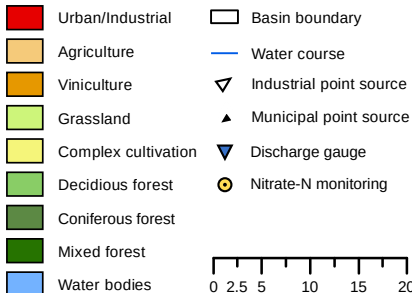 Urban/Industrial
Agriculture
Viniculture
Grassland
Complex cultivation
Decidious forest
Coniferous forest
Mixed forest
Water bodies
Basin boundary
Water course
Industrial point source
Municipal point source
Discharge gauge
Nitrate-N monitoring
0 2.5 5 10 15 20